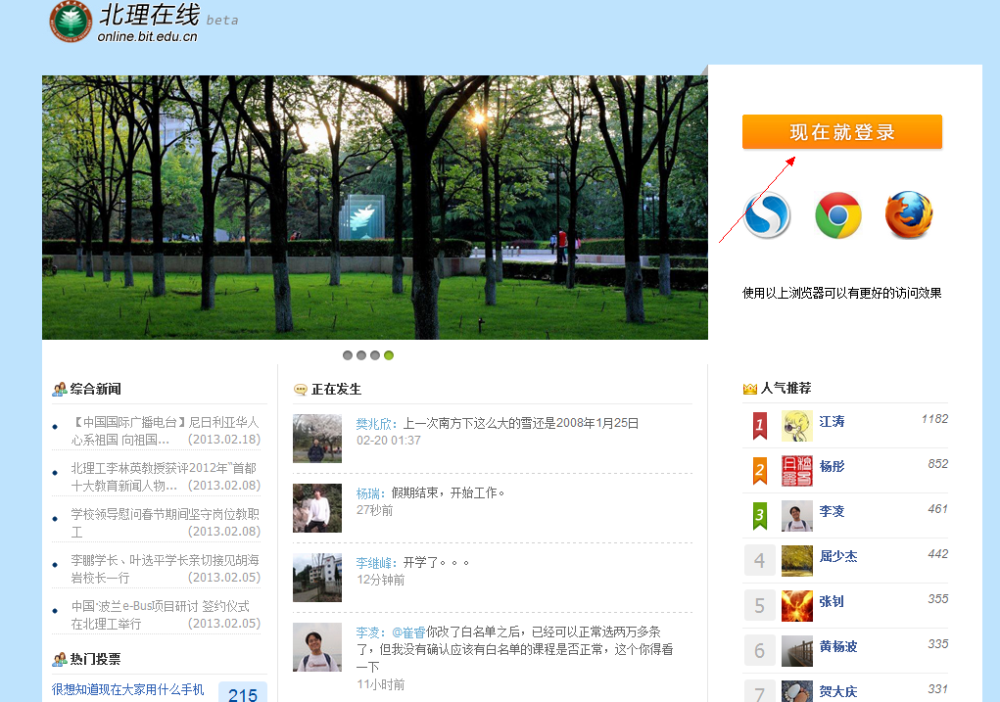 北理在线 beta
online.bit.edu.cn
现在就登录
使用以上浏览器可以有更好的访问效果
综合新闻
【中国国际广播电台】尼日利亚华人
心系祖国 向祖国... (2013.02.18)
北理工李林英教授获评2012年"首都
十大教育新闻人物... (2013.02.08)
学校领导慰问春节期间坚守岗位教职
工 (2013.02.08)
李鹏学长、叶选平学长亲切接见胡海
岩校长一行 (2013.02.05)
中国·波兰e-Bus项目研讨 签约仪式
在北理工举行 (2013.02.05)
热门投票
很想知道现在大家用什么手机
215
正在发生
樊兆欣：上一次南方下这么大的雪还是2008年1月25日
02-20 01:37
杨瑞：假期结束，开始工作。
27秒前
李继峰：开学了。。。
12分钟前
李凌：@崔睿你改了白名单之后，已经可以正常选两万多条
了，但我没有确认应该有白名单的课程是否正常，这个你得看
一下
11小时前
人气推荐
1 江涛 1182
2 杨彤 852
3 李凌 461
4 屈少杰 442
5 张钊 355
6 黄杨波 335
7 贺大庆 331